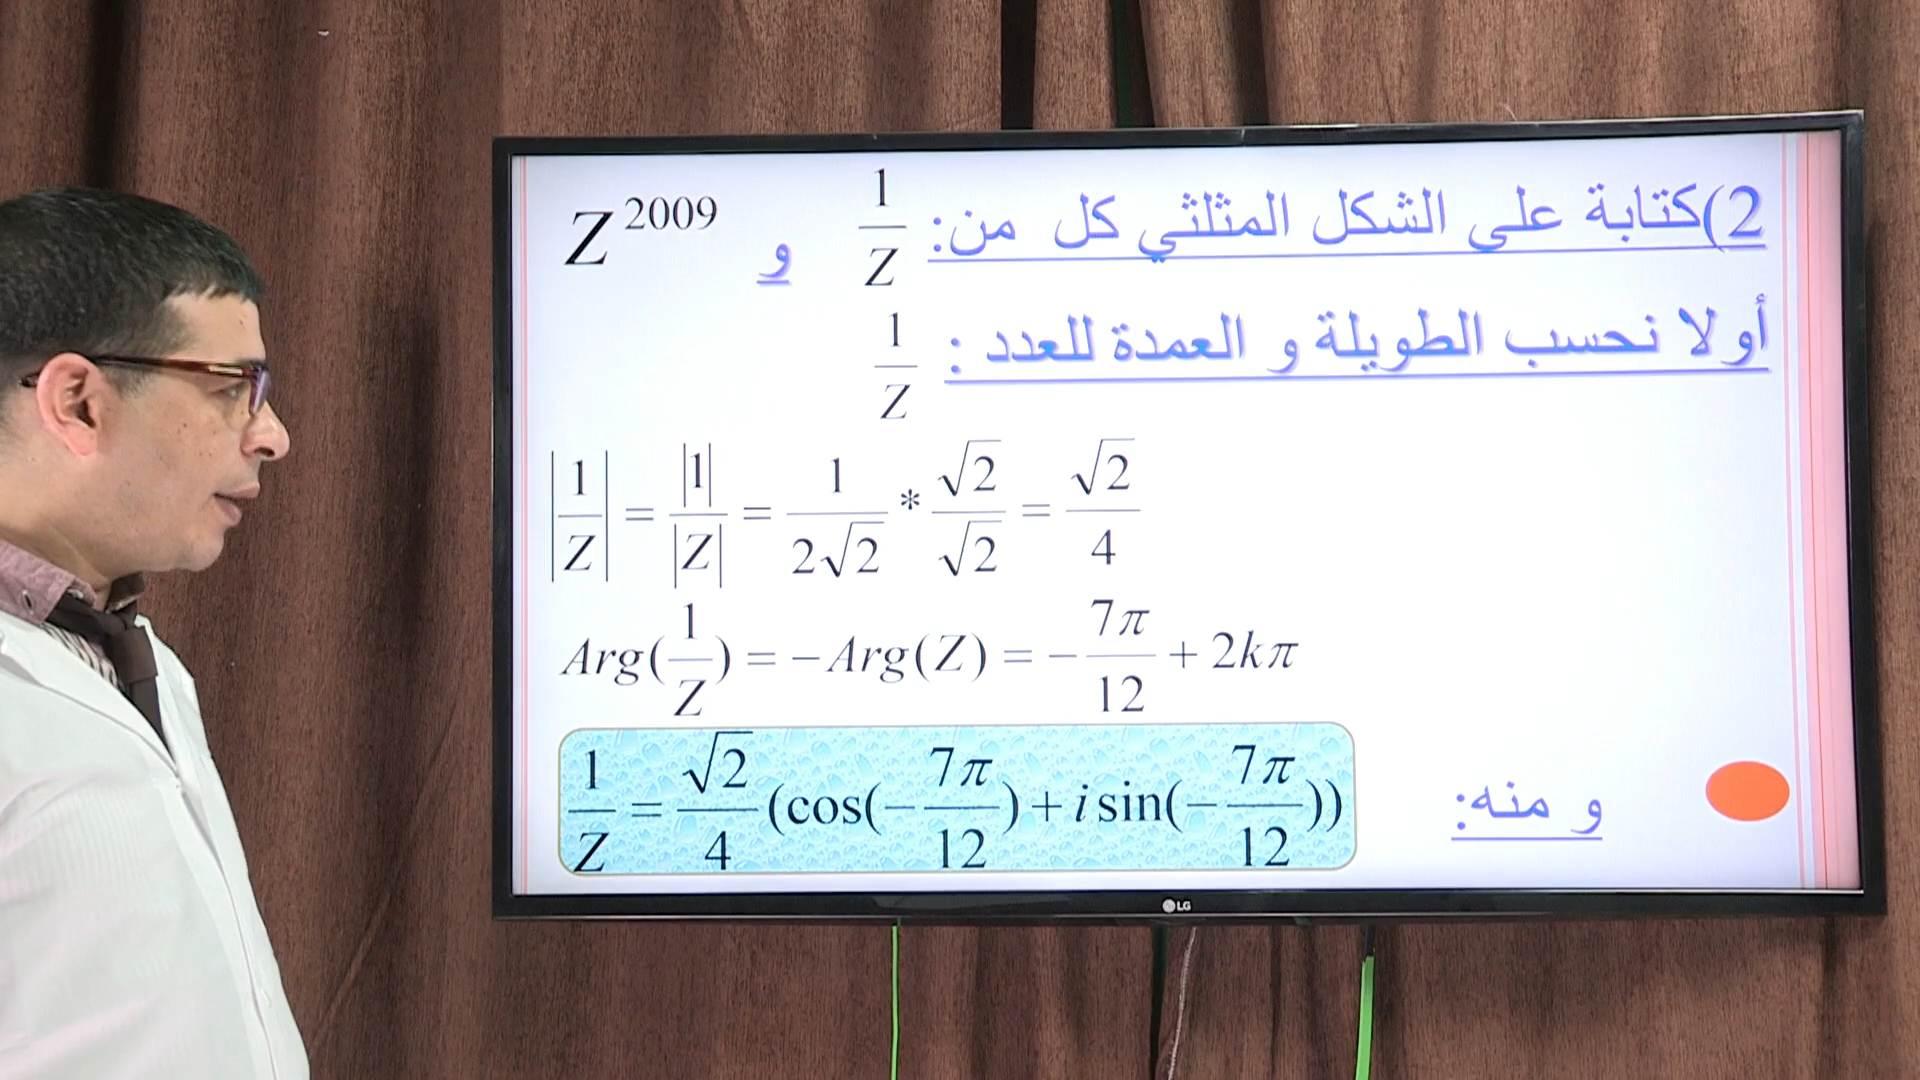 2)كتابة على الشكل المثلثي كل من: 1/Z و Z^2009
أولا نحسب الطويلة و العمدة للعدد : 1/Z
|1/Z| = |1|/|Z| = 1/(2√2) * √2/√2 = √2/4
Arg(1/Z) = −Arg(Z) = −7π/12 + 2kπ
و منه: 1/Z = √2/4 (cos(−7π/12) + i sin(−7π/12))
LG